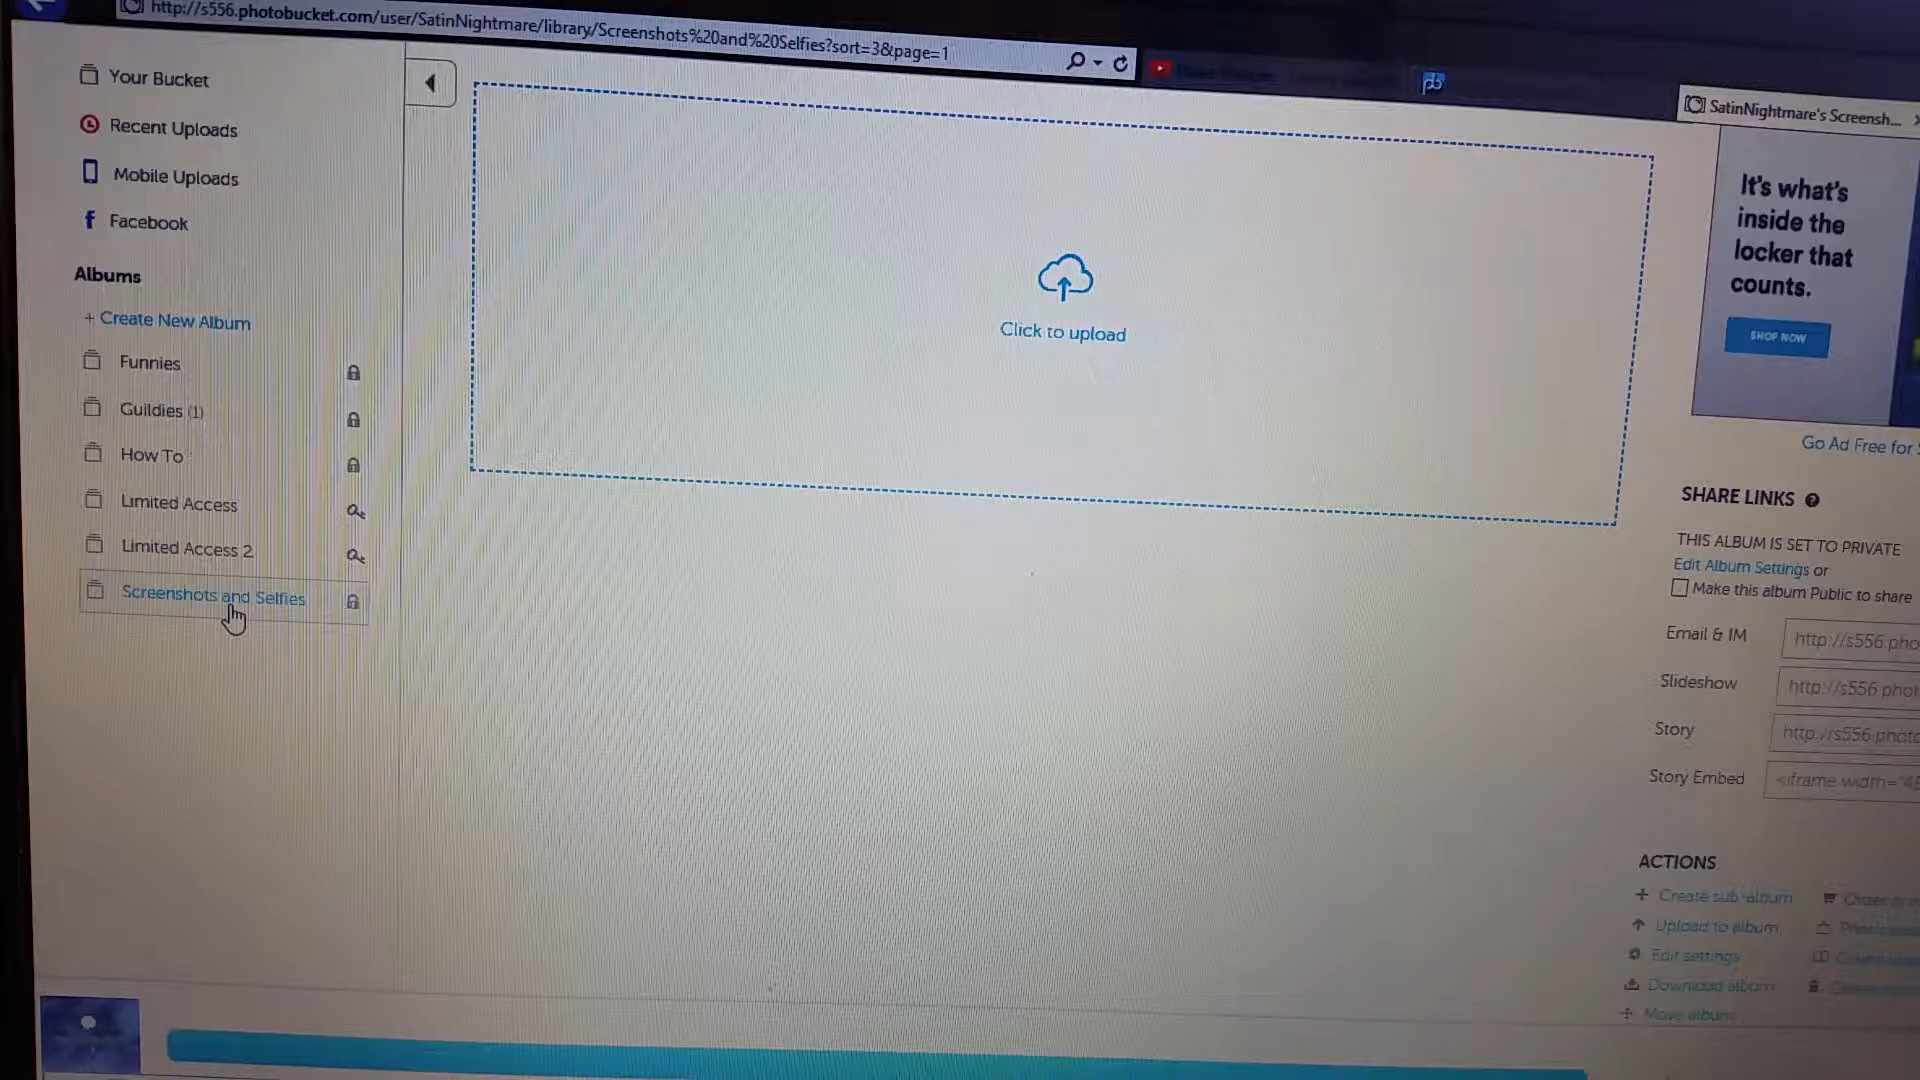 http://s556.photobucket.com/user/SatinNightmare/library/Screenshots%20and%20Selfies?sort=3&page=1
SatinNightmare's Screensh...
Your Bucket
Recent Uploads
Mobile Uploads
Facebook
Albums
+ Create New Album
Funnies
Guildies (1)
How To
Limited Access
Limited Access 2
Screenshots and Selfies
Click to upload
It's what's
inside the
locker that
counts.
SHOP NOW
Go Ad Free for
SHARE LINKS
THIS ALBUM IS SET TO PRIVATE
Edit Album Settings or
Make this album Public to share
Email & IM http://s556.pho
Slideshow http://s556.phot
Story http://s556.photo
Story Embed <iframe width="48
ACTIONS
Create sub-album
Upload to album
Edit settings
Download album
Move album